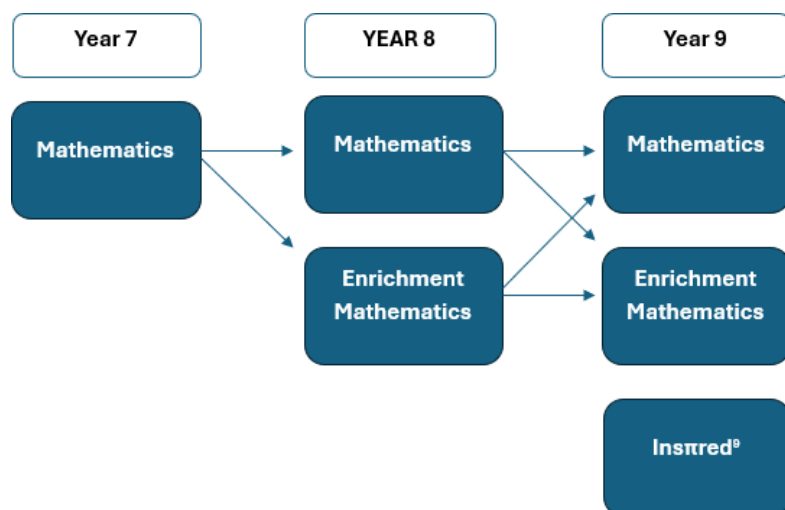 Year 7
YEAR 8
Year 9
Mathematics
Mathematics
Mathematics
Enrichment
Mathematics
Enrichment
Mathematics
Insπred⁹